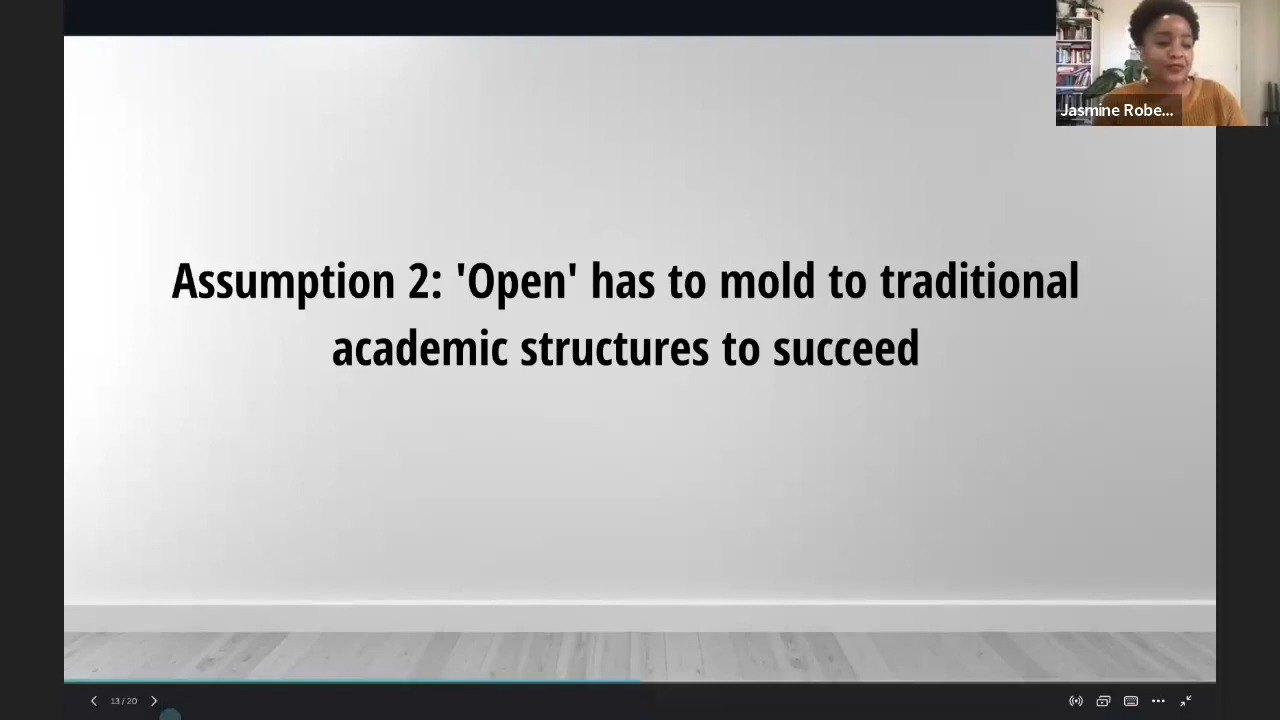 Jasmine Robe...
Assumption 2: 'Open' has to mold to traditional
academic structures to succeed
13 / 20